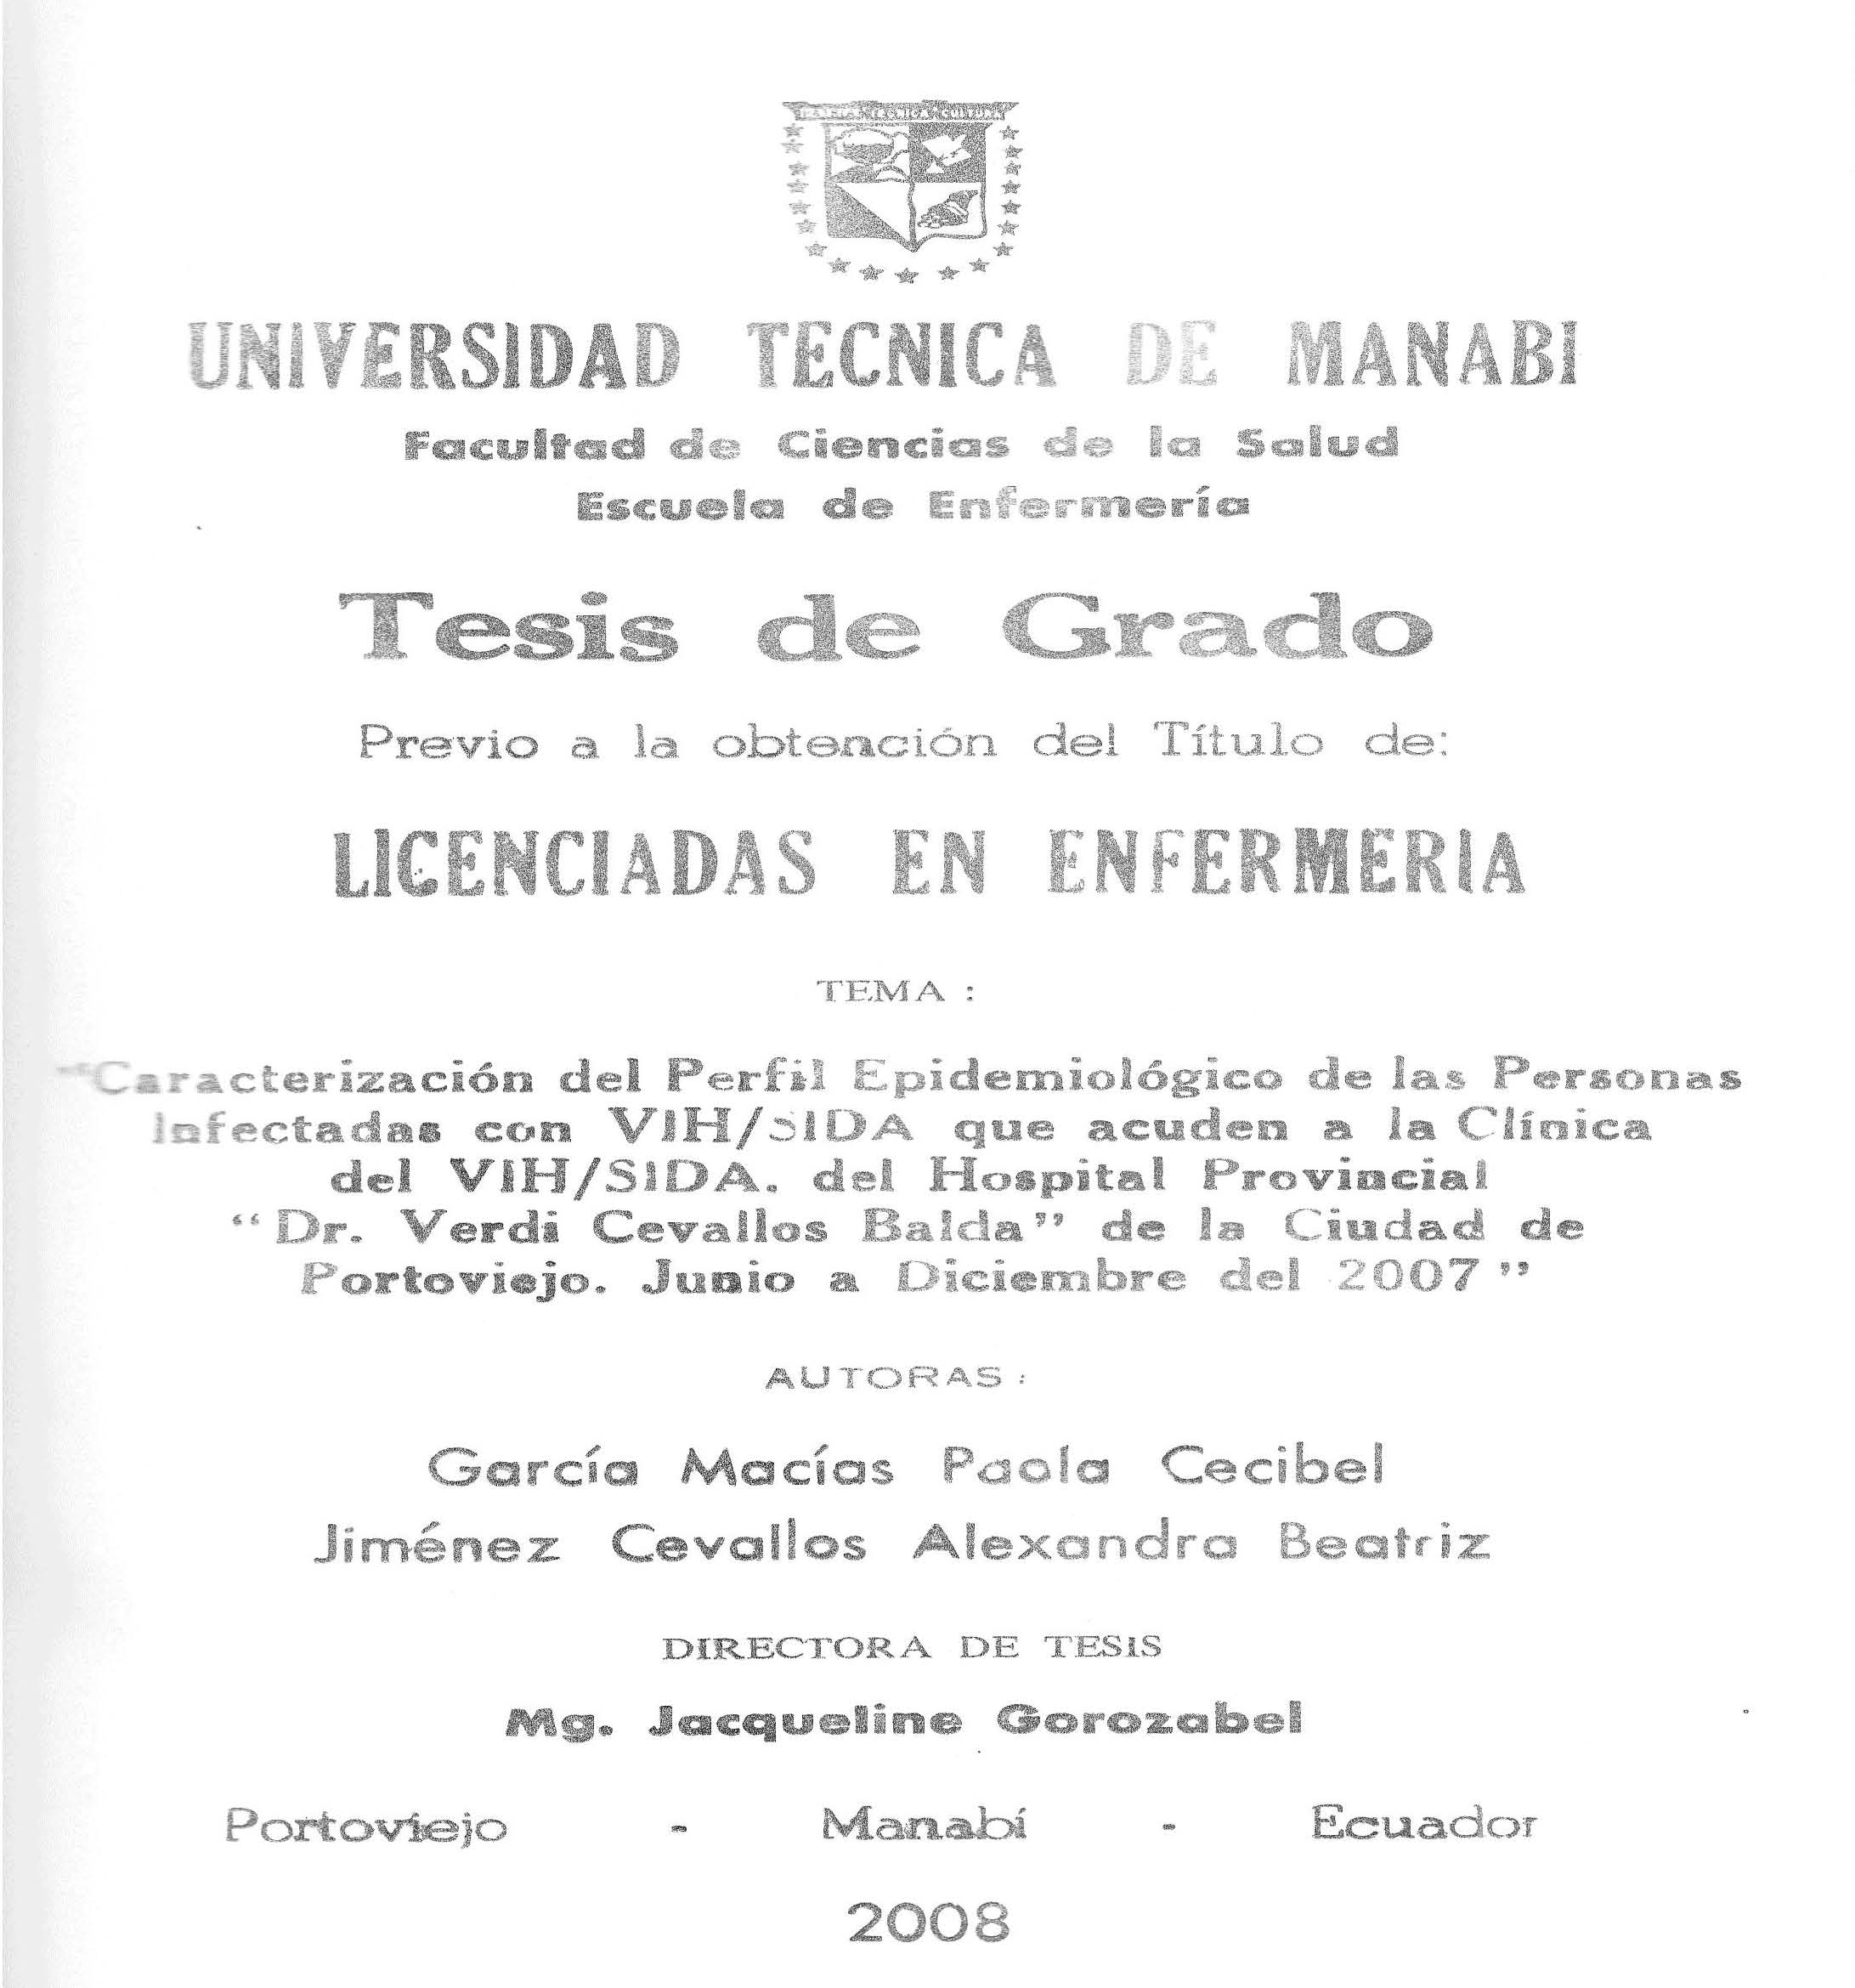 TECNICA CULTURA
UNIVERSIDAD TECNICA DE MANABI
Facultad de Ciencias de la Salud
Escuela de Enfermería
Tesis de Grado
Previo a la obtención del Título de:
LICENCIADAS EN ENFERMERIA
TEMA :
"Caracterización del Perfil Epidemiológico de las Personas
Infectadas con VIH/SIDA que acuden a la Clínica
del VIH/SIDA. del Hospital Provincial
"Dr. Verdi Cevallos Balda" de la Ciudad de
Portoviejo. Junio a Diciembre del 2007"
AUTORAS :
García Macías Paola Cecibel
Jiménez Cevallos Alexandra Beatriz
DIRECTORA DE TESIS
Mg. Jacqueline Gorozabel
Portoviejo - Manabí - Ecuador
2008